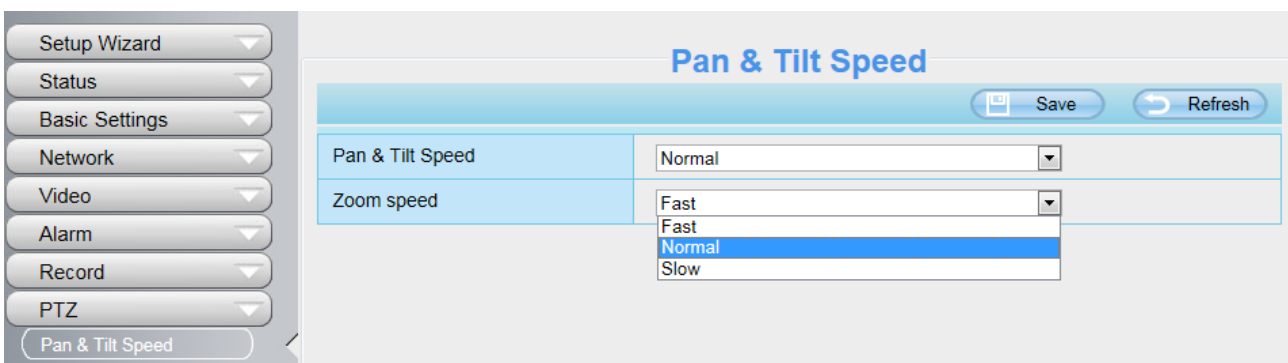 Setup Wizard
Status
Basic Settings
Network
Video
Alarm
Record
PTZ
Pan & Tilt Speed
Pan & Tilt Speed
Save Refresh
Pan & Tilt Speed Normal
Zoom speed Fast
Fast
Normal
Slow